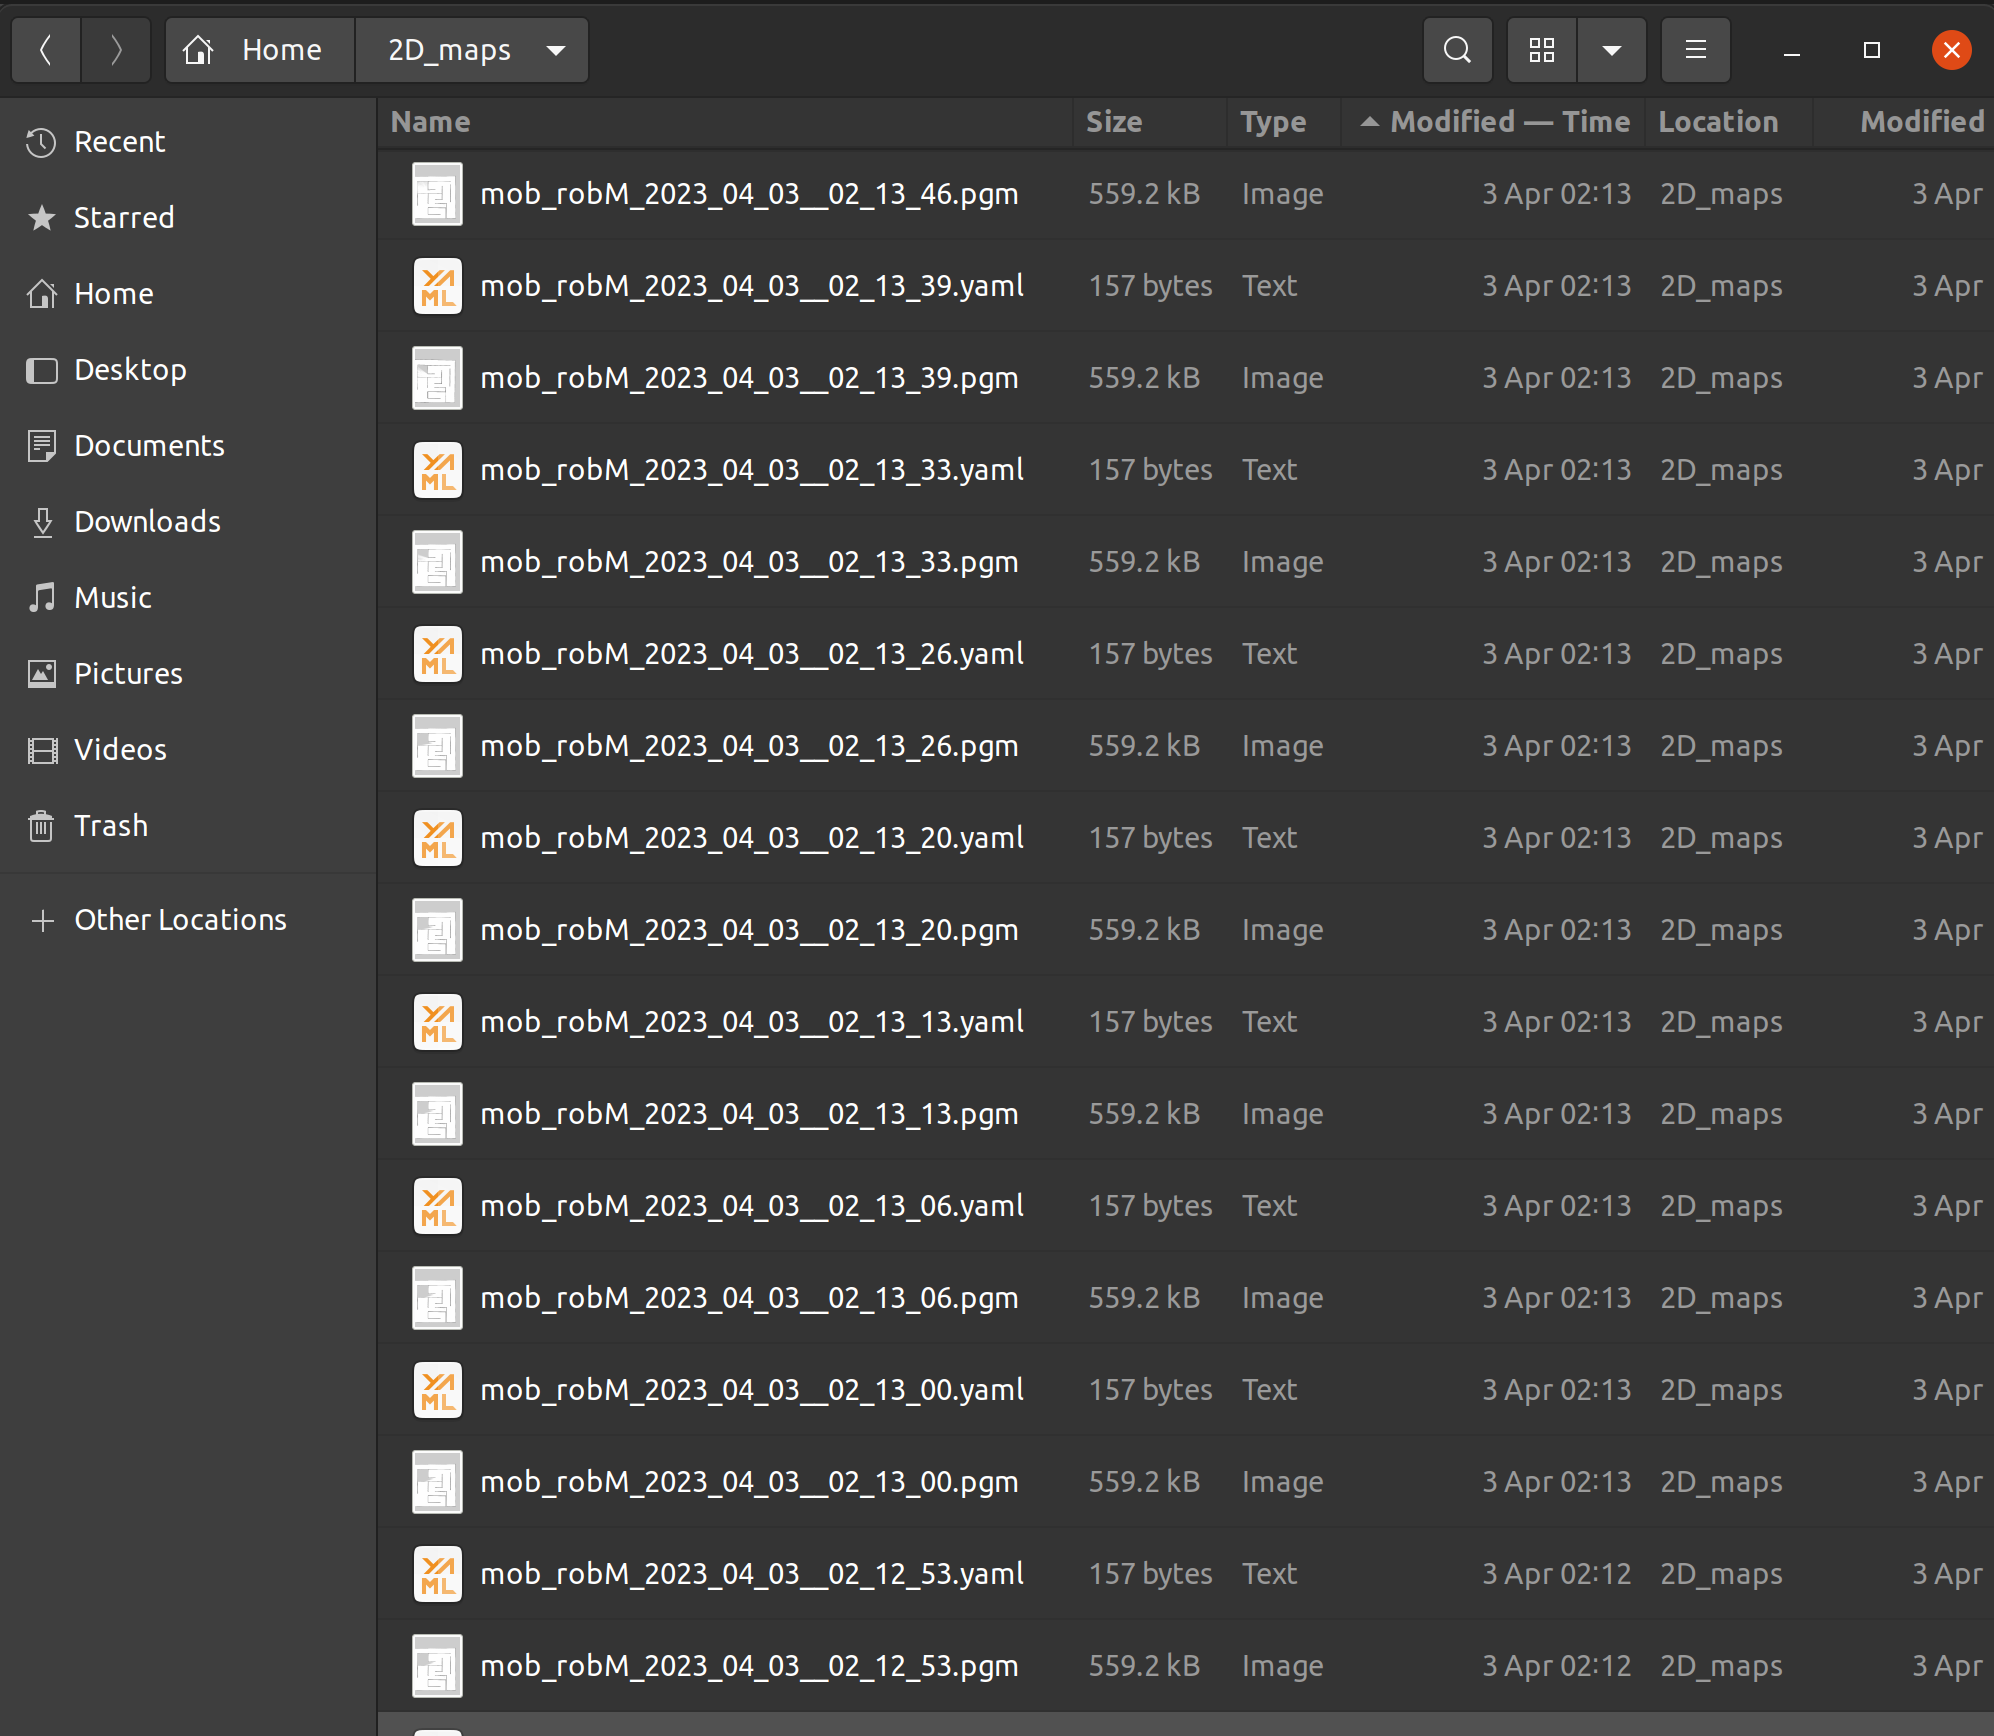 Home 2D_maps
Name Size Type Modified — Time Location Modified
Recent
Starred
Home
Desktop
Documents
Downloads
Music
Pictures
Videos
Trash
Other Locations
mob_robM_2023_04_03__02_13_46.pgm 559.2 kB Image 3 Apr 02:13 2D_maps 3 Apr
YAML mob_robM_2023_04_03__02_13_39.yaml 157 bytes Text 3 Apr 02:13 2D_maps 3 Apr
mob_robM_2023_04_03__02_13_39.pgm 559.2 kB Image 3 Apr 02:13 2D_maps 3 Apr
YAML mob_robM_2023_04_03__02_13_33.yaml 157 bytes Text 3 Apr 02:13 2D_maps 3 Apr
mob_robM_2023_04_03__02_13_33.pgm 559.2 kB Image 3 Apr 02:13 2D_maps 3 Apr
YAML mob_robM_2023_04_03__02_13_26.yaml 157 bytes Text 3 Apr 02:13 2D_maps 3 Apr
mob_robM_2023_04_03__02_13_26.pgm 559.2 kB Image 3 Apr 02:13 2D_maps 3 Apr
YAML mob_robM_2023_04_03__02_13_20.yaml 157 bytes Text 3 Apr 02:13 2D_maps 3 Apr
mob_robM_2023_04_03__02_13_20.pgm 559.2 kB Image 3 Apr 02:13 2D_maps 3 Apr
YAML mob_robM_2023_04_03__02_13_13.yaml 157 bytes Text 3 Apr 02:13 2D_maps 3 Apr
mob_robM_2023_04_03__02_13_13.pgm 559.2 kB Image 3 Apr 02:13 2D_maps 3 Apr
YAML mob_robM_2023_04_03__02_13_06.yaml 157 bytes Text 3 Apr 02:13 2D_maps 3 Apr
mob_robM_2023_04_03__02_13_06.pgm 559.2 kB Image 3 Apr 02:13 2D_maps 3 Apr
YAML mob_robM_2023_04_03__02_13_00.yaml 157 bytes Text 3 Apr 02:13 2D_maps 3 Apr
mob_robM_2023_04_03__02_13_00.pgm 559.2 kB Image 3 Apr 02:13 2D_maps 3 Apr
YAML mob_robM_2023_04_03__02_12_53.yaml 157 bytes Text 3 Apr 02:12 2D_maps 3 Apr
mob_robM_2023_04_03__02_12_53.pgm 559.2 kB Image 3 Apr 02:12 2D_maps 3 Apr